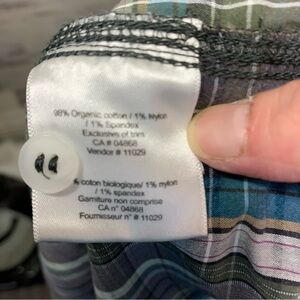 98% Organic cotton / 1% Nylon
/ 1% Spandex
Exclusive of trim
CA # 04868
Vendor # 11029
% coton biologique/ 1% nylon
/ 1% spandex
Garniture non comprise
CA n° 04868
Fournisseur n° 11029